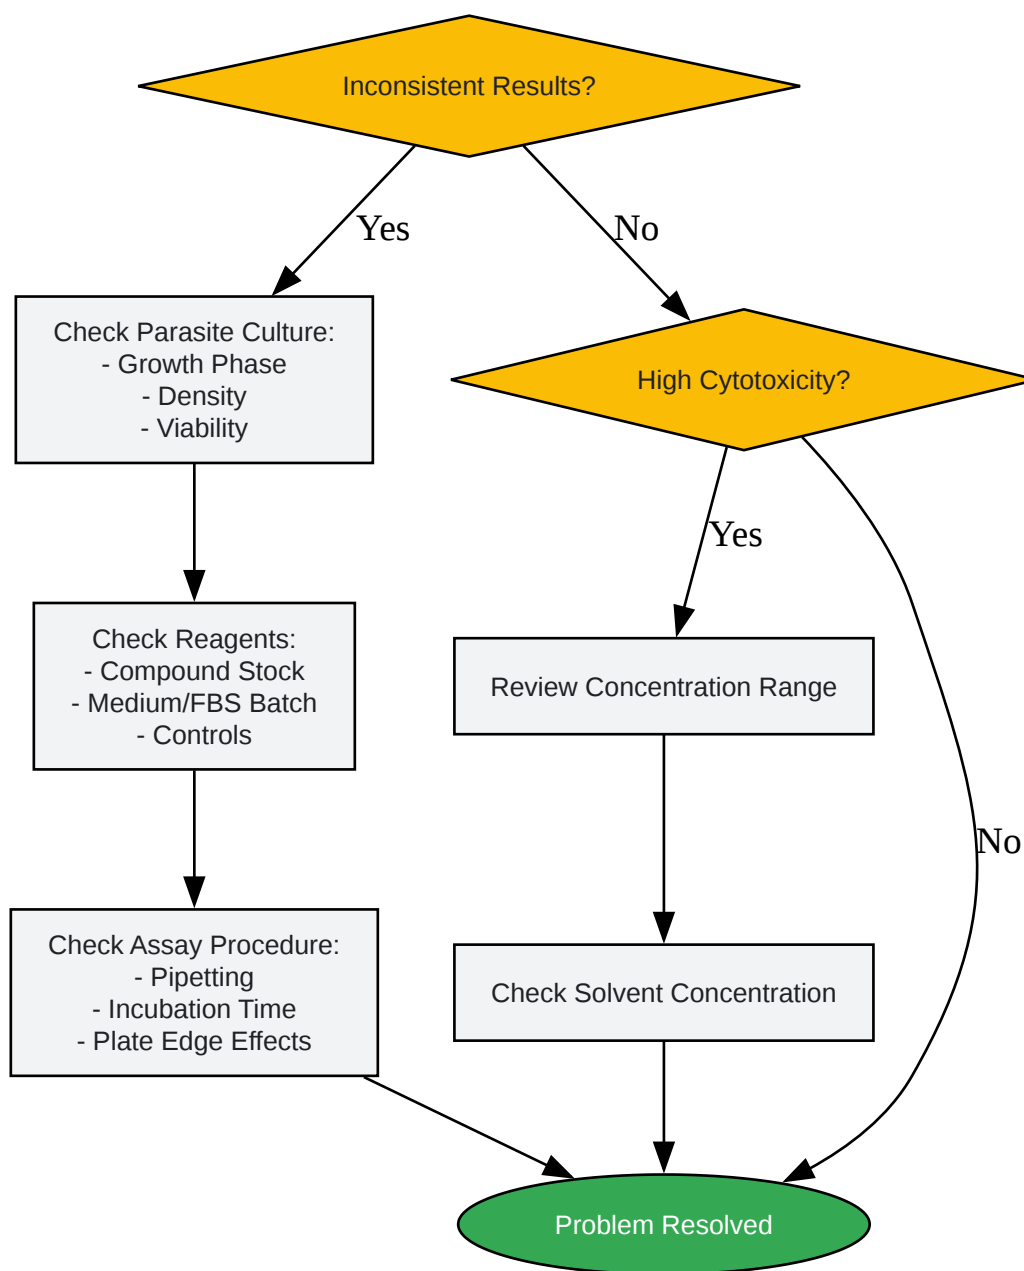 Inconsistent Results?
Yes
No
Check Parasite Culture:
- Growth Phase
- Density
- Viability
High Cytotoxicity?
Yes
Check Reagents:
- Compound Stock
- Medium/FBS Batch
- Controls
Review Concentration Range
No
Check Assay Procedure:
- Pipetting
- Incubation Time
- Plate Edge Effects
Check Solvent Concentration
Problem Resolved